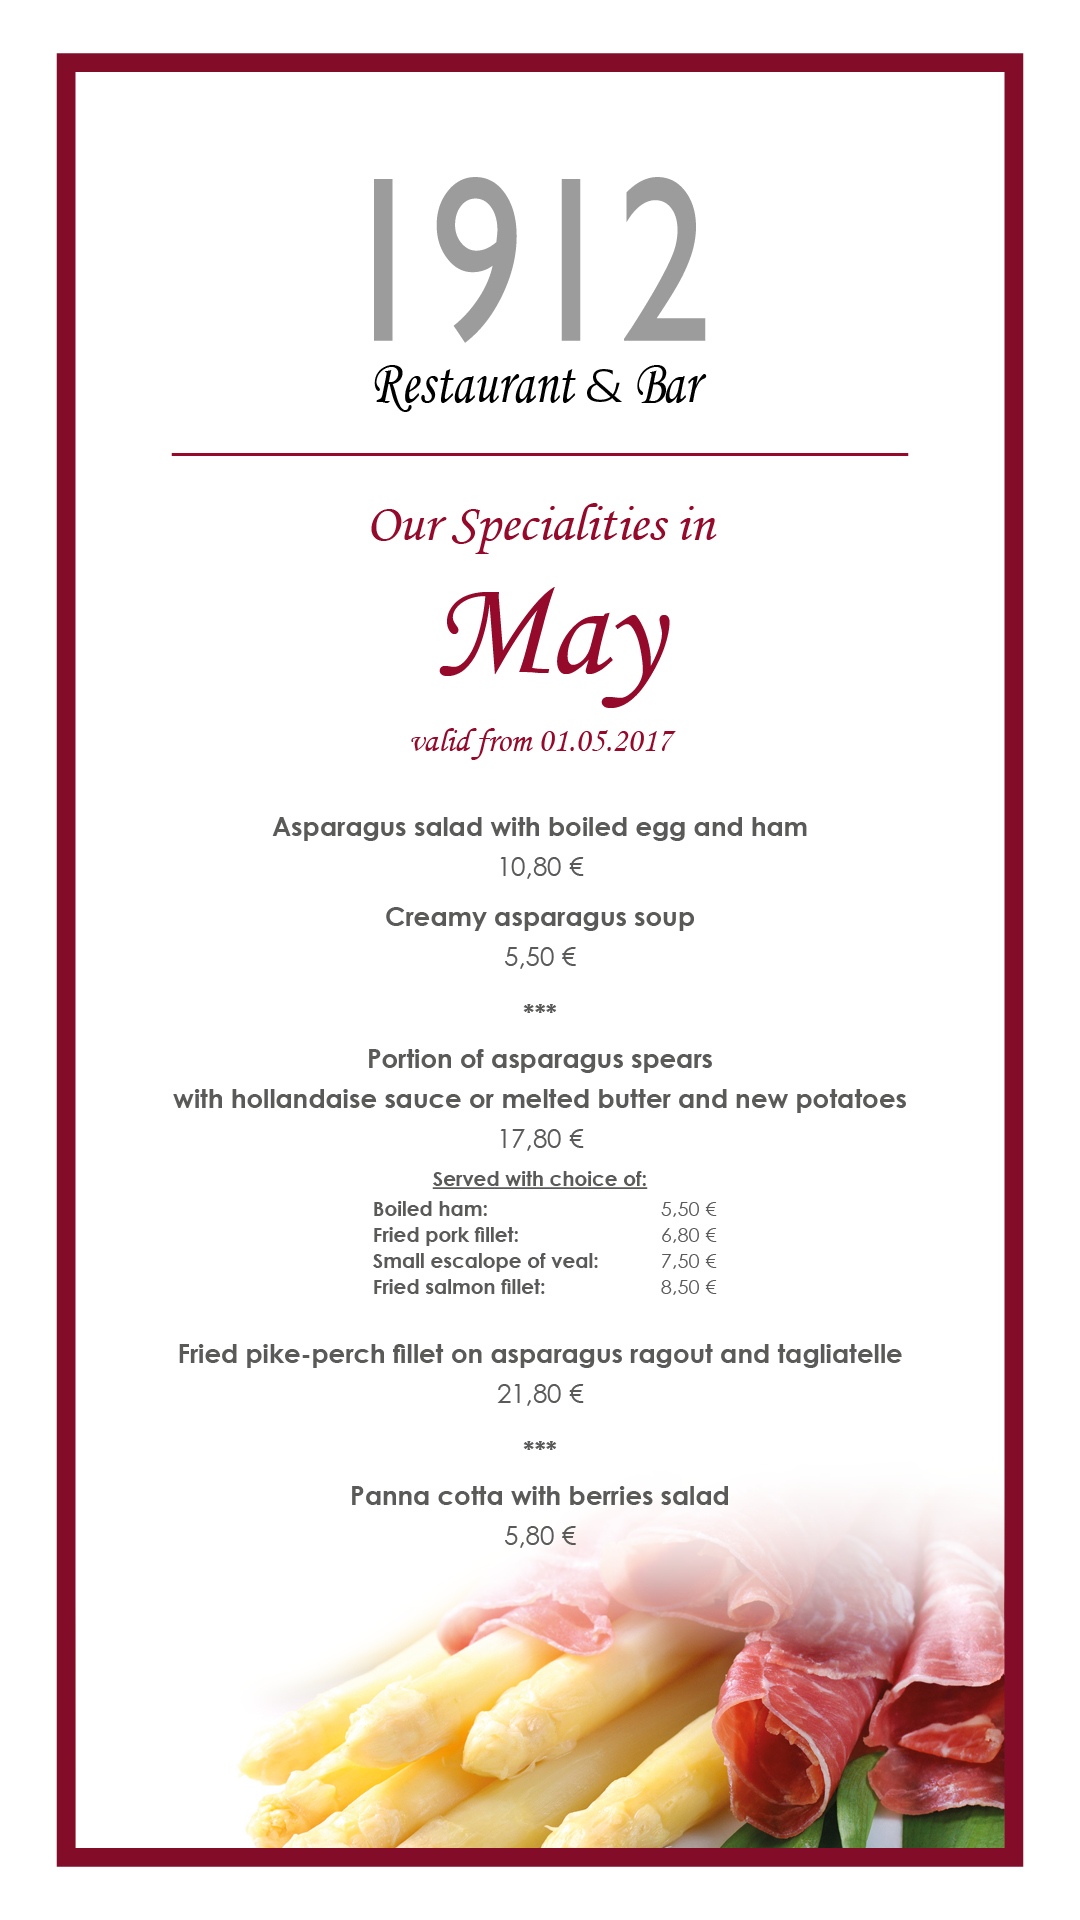 1912
Restaurant & Bar
Our Specialities in
May
valid from 01.05.2017
Asparagus salad with boiled egg and ham
10,80 €
Creamy asparagus soup
5,50 €
***
Portion of asparagus spears
with hollandaise sauce or melted butter and new potatoes
17,80 €
Served with choice of:
Boiled ham: 5,50 €
Fried pork fillet: 6,80 €
Small escalope of veal: 7,50 €
Fried salmon fillet: 8,50 €
Fried pike-perch fillet on asparagus ragout and tagliatelle
21,80 €
***
Panna cotta with berries salad
5,80 €